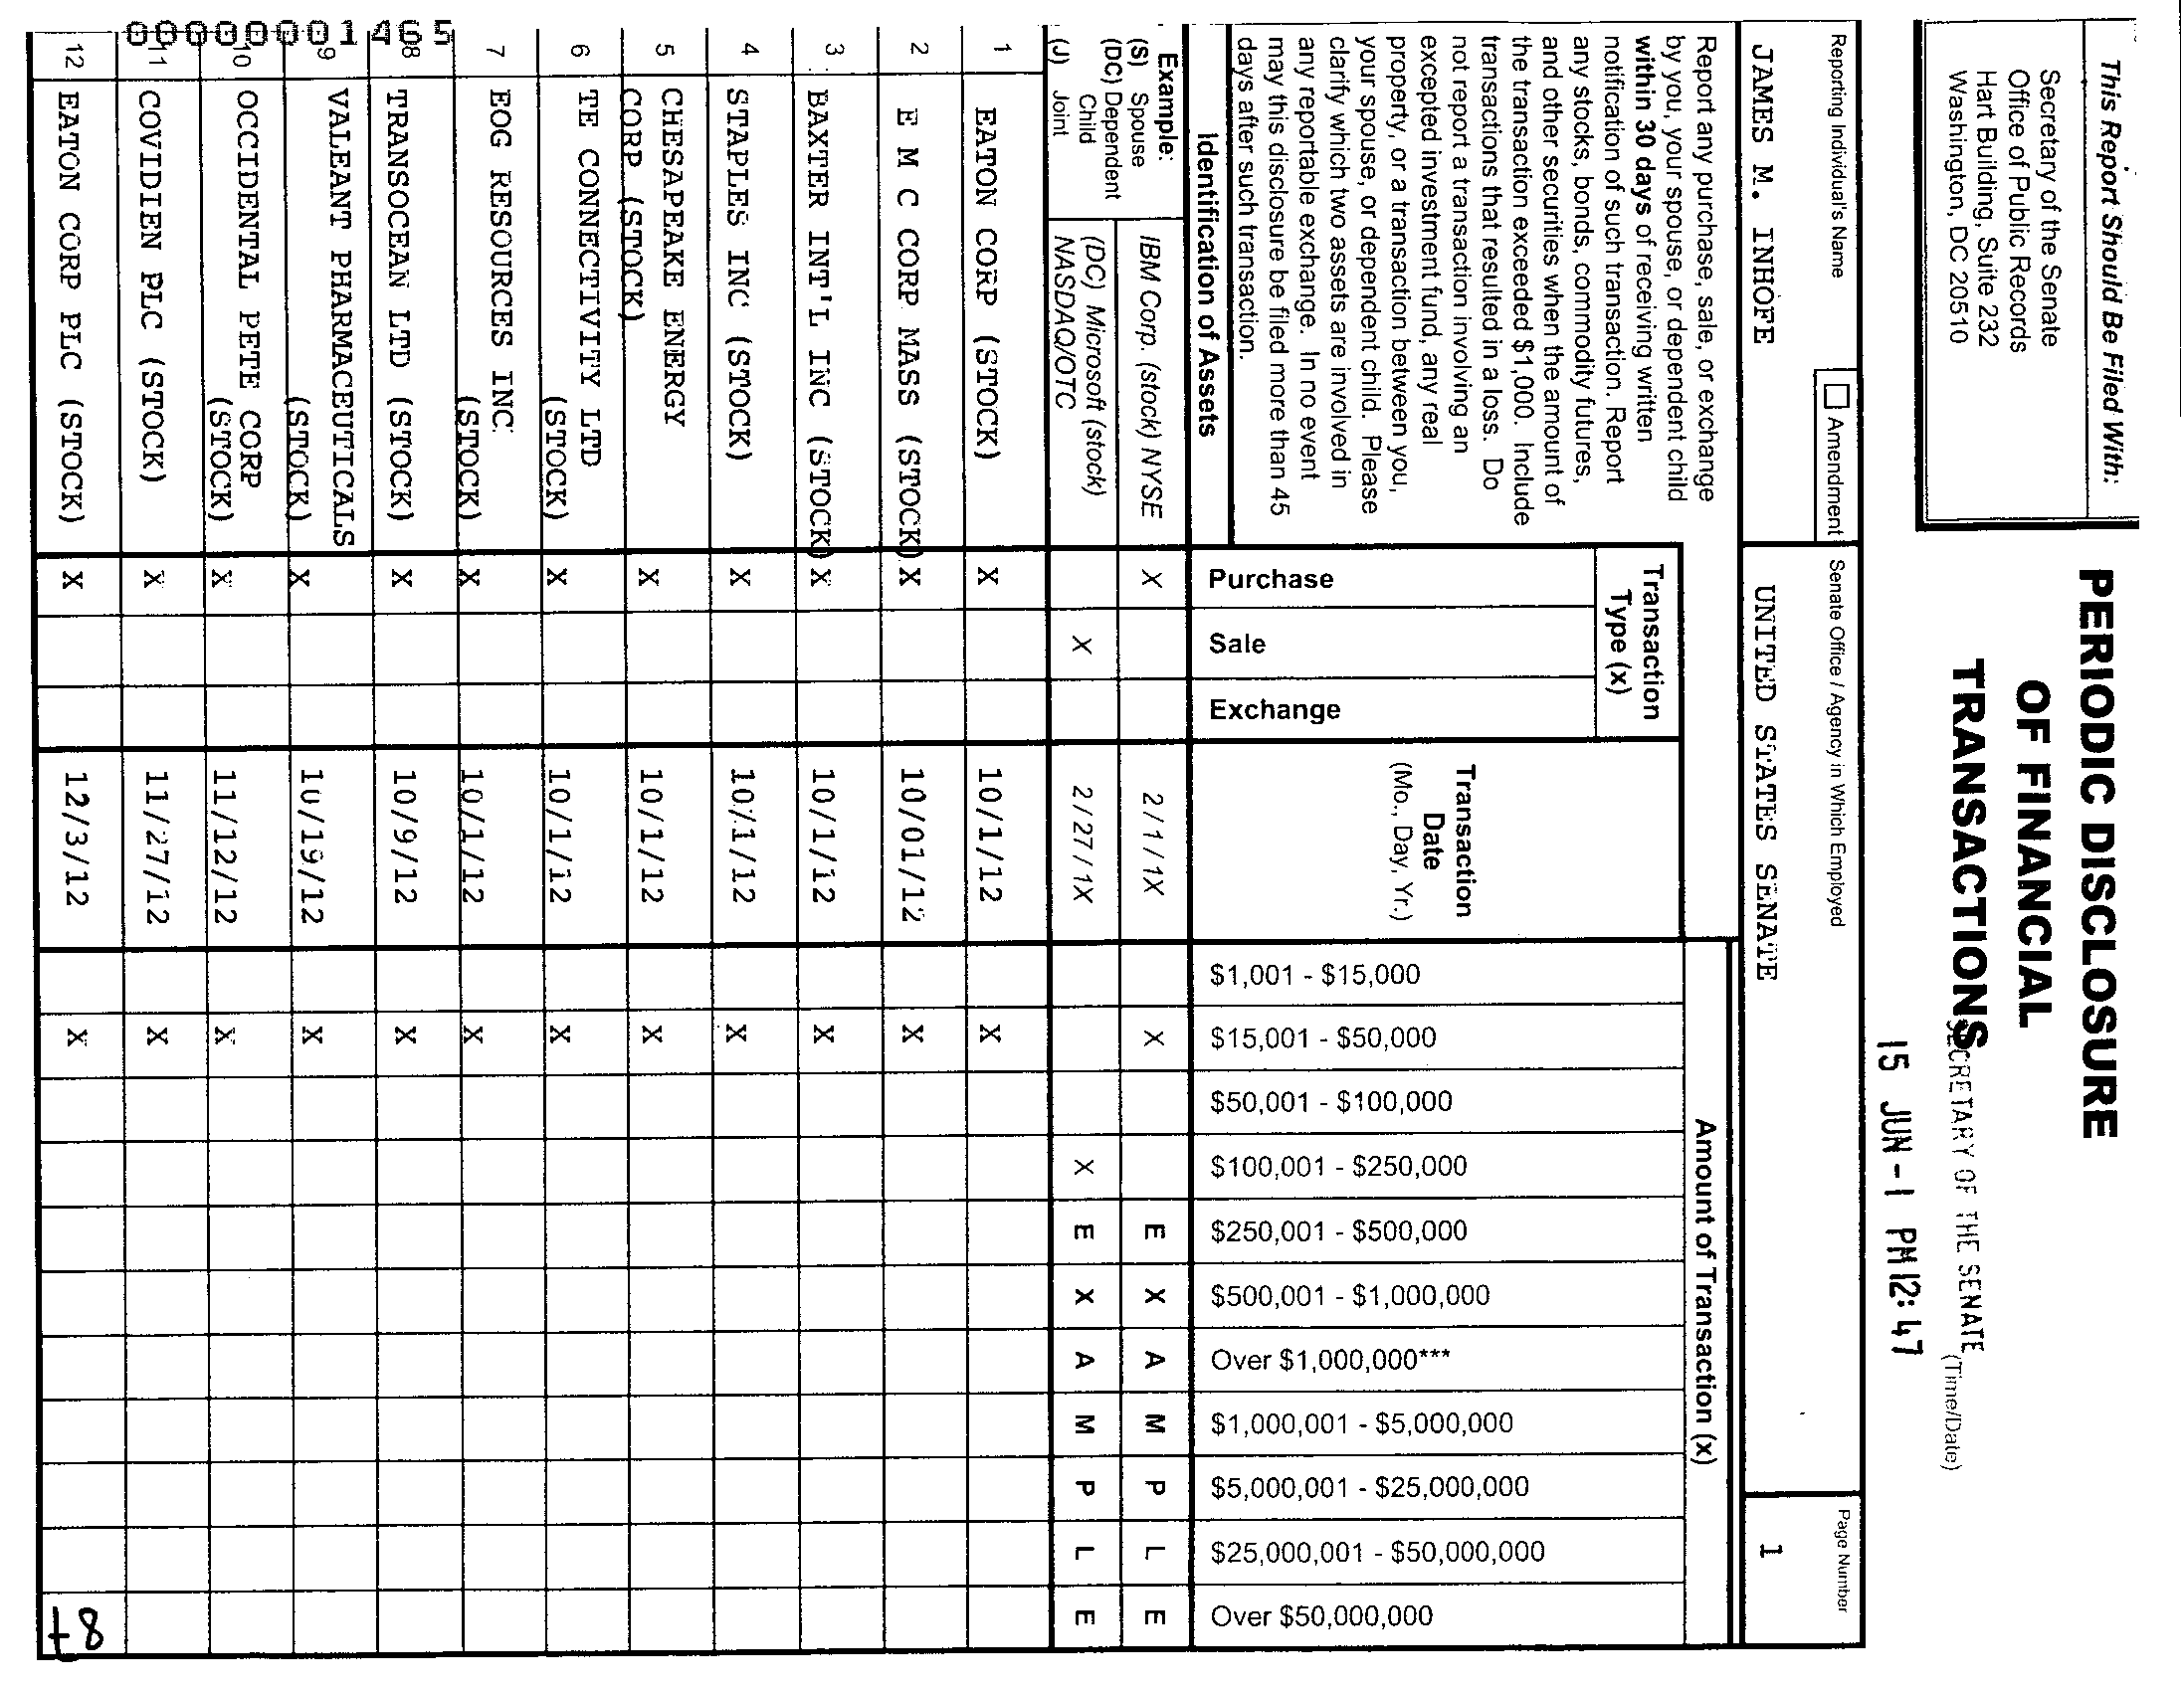 This Report Should Be Filed With:
Secretary of the Senate
Office of Public Records
Hart Building, Suite 232
Washington, DC 20510
PERIODIC DISCLOSURE
OF FINANCIAL
TRANSACTIONS
SECRETARY OF THE SENATE
(Time/Date)
15 JUN -1 PM 12:47
Reporting Individual's Name
Amendment
Senate Office / Agency in Which Employed
Page Number
JAMES M. INHOFE
UNITED STATES SENATE
1
Report any purchase, sale, or exchange
by you, your spouse, or dependent child
within 30 days of receiving written
notification of such transaction. Report
any stocks, bonds, commodity futures,
and other securities when the amount of
the transaction exceeded $1,000. Include
transactions that resulted in a loss. Do
not report a transaction involving an
excepted investment fund, any real
property, or a transaction between you,
your spouse, or dependent child. Please
clarify which two assets are involved in
any reportable exchange. In no event
may this disclosure be filed more than 45
days after such transaction.
Identification of Assets
Transaction
Type (x)
Purchase
Sale
Exchange
Transaction
Date
(Mo., Day, Yr.)
Amount of Transaction (x)
$1,001 - $15,000
$15,001 - $50,000
$50,001 - $100,000
$100,001 - $250,000
$250,001 - $500,000
$500,001 - $1,000,000
Over $1,000,000***
$1,000,001 - $5,000,000
$5,000,001 - $25,000,000
$25,000,001 - $50,000,000
Over $50,000,000
Example:
(S) Spouse
(DC) Dependent
Child
(J) Joint
IBM Corp. (stock) NYSE X 2/1/1X X E X A M P L E
(DC) Microsoft (stock)
NASDAQ/OTC X 2/27/1X X E X A M P L E
1 EATON CORP (STOCK) X 10/1/12 X
2 E M C CORP MASS (STOCK) X 10/01/12 X
3 BAXTER INT'L INC (STOCK) X 10/1/12 X
4 STAPLES INC (STOCK) X 10/1/12 X
5 CHESAPEAKE ENERGY
CORP (STOCK) X 10/1/12 X
6 TE CONNECTIVITY LTD
(STOCK) X 10/1/12 X
7 EOG RESOURCES INC
(STOCK) X 10/1/12 X
8 TRANSOCEAN LTD (STOCK) X 10/9/12 X
9 VALEANT PHARMACEUTICALS
(STOCK) X 10/19/12 X
10 OCCIDENTAL PETE CORP
(STOCK) X 11/12/12 X
11 COVIDIEN PLC (STOCK) X 11/27/12 X
12 EATON CORP PLC (STOCK) X 12/3/12 X
0000001465